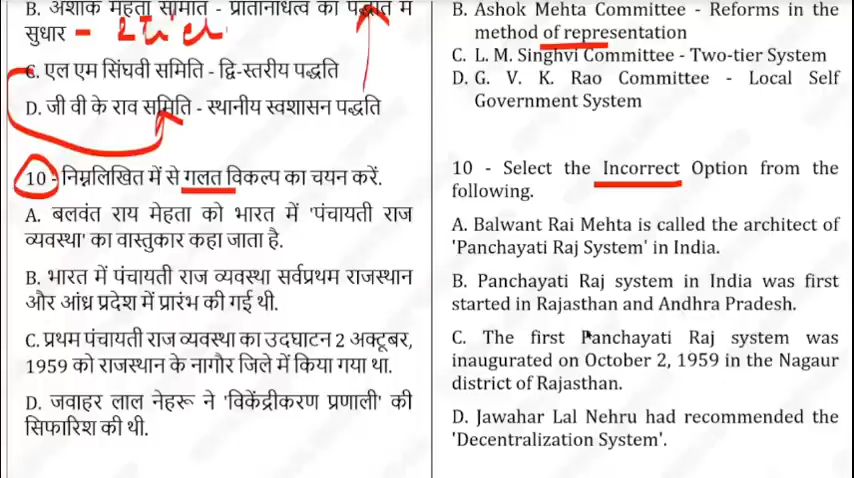 B. अशोक मेहता समिति - प्रतिनिधित्व की पद्धति में
सुधार -
C. एल एम सिंघवी समिति - द्वि-स्तरीय पद्धति
D. जी वी के राव समिति - स्थानीय स्वशासन पद्धति
10 - निम्नलिखित में से गलत विकल्प का चयन करें.
A. बलवंत राय मेहता को भारत में 'पंचायती राज
व्यवस्था' का वास्तुकार कहा जाता है.
B. भारत में पंचायती राज व्यवस्था सर्वप्रथम राजस्थान
और आंध्र प्रदेश में प्रारंभ की गई थी.
C. प्रथम पंचायती राज व्यवस्था का उदघाटन 2 अक्टूबर,
1959 को राजस्थान के नागौर जिले में किया गया था.
D. जवाहर लाल नेहरू ने 'विकेंद्रीकरण प्रणाली' की
सिफारिश की थी.
B. Ashok Mehta Committee - Reforms in the
method of representation
C. L. M. Singhvi Committee - Two-tier System
D. G. V. K. Rao Committee - Local Self
Government System
10 - Select the Incorrect Option from the
following.
A. Balwant Rai Mehta is called the architect of
'Panchayati Raj System' in India.
B. Panchayati Raj system in India was first
started in Rajasthan and Andhra Pradesh.
C. The first Panchayati Raj system was
inaugurated on October 2, 1959 in the Nagaur
district of Rajasthan.
D. Jawahar Lal Nehru had recommended the
'Decentralization System'.